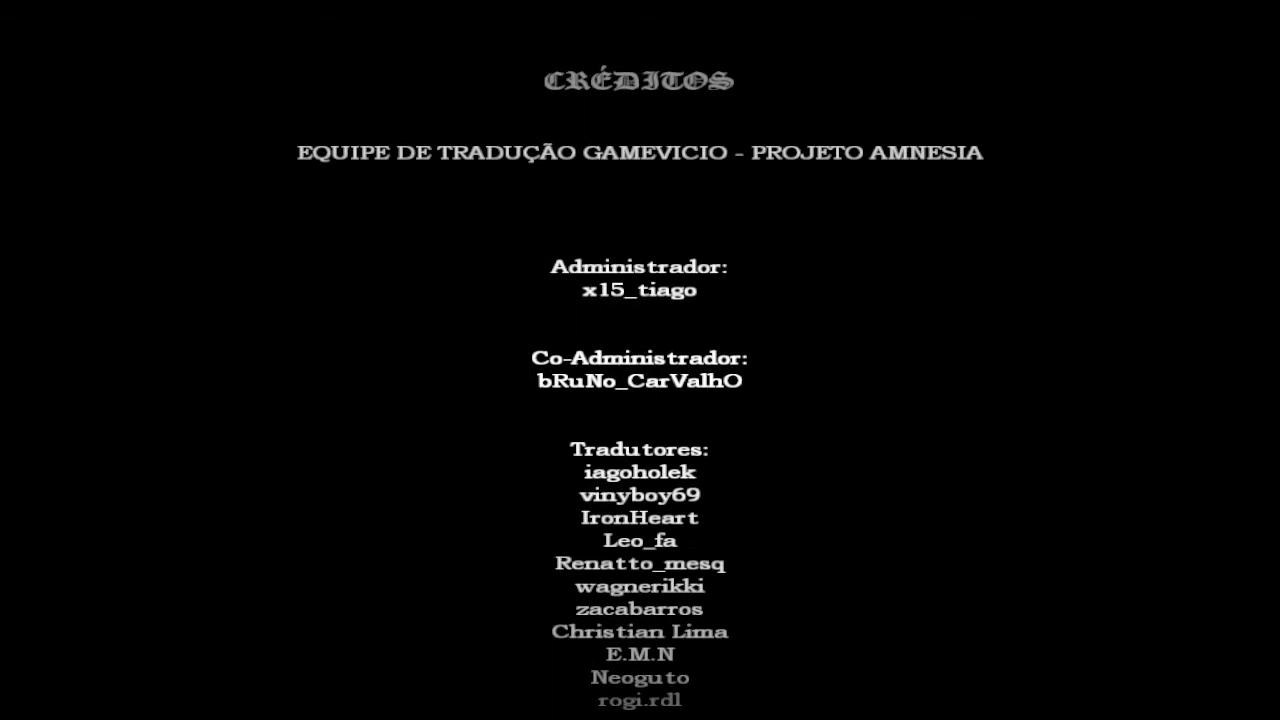 CRÉDITOS
EQUIPE DE TRADUÇÃO GAMEVICIO - PROJETO AMNESIA
Administrador:
x15_tiago
Co-Administrador:
bRuNo_CarValhO
Tradutores:
iagoholek
vinyboy69
IronHeart
Leo_fa
Renatto_mesq
wagnerikki
zacabarros
Christian Lima
E.M.N
Neoguto
rogi.rdl